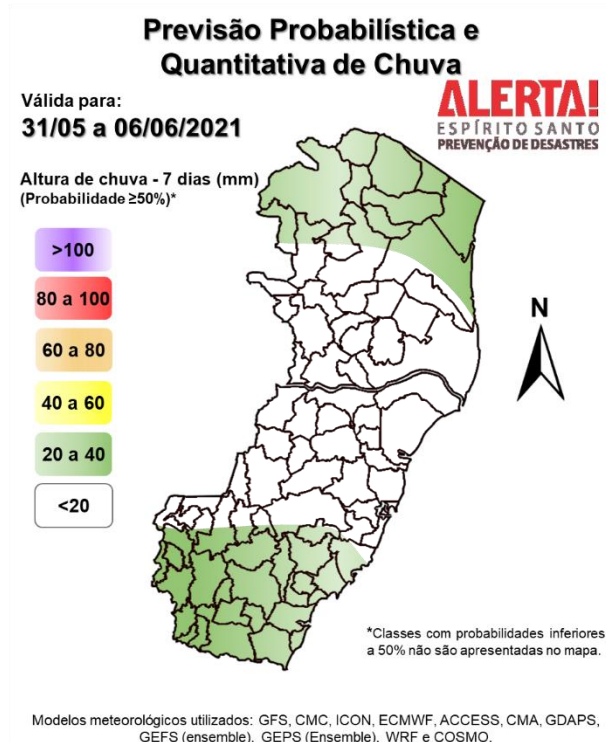 Previsão Probabilística e
Quantitativa de Chuva
Válida para:
31/05 a 06/06/2021
ALERTA!
ESPÍRITO SANTO
PREVENÇÃO DE DESASTRES
Altura de chuva - 7 dias (mm)
(Probabilidade ≥50%)*
>100
80 a 100
60 a 80
40 a 60
20 a 40
<20
N
*Classes com probabilidades inferiores
a 50% não são apresentadas no mapa.
Modelos meteorológicos utilizados: GFS, CMC, ICON, ECMWF, ACCESS, CMA, GDAPS,
GEFS (ensemble), GEPS (Ensemble), WRF e COSMO.